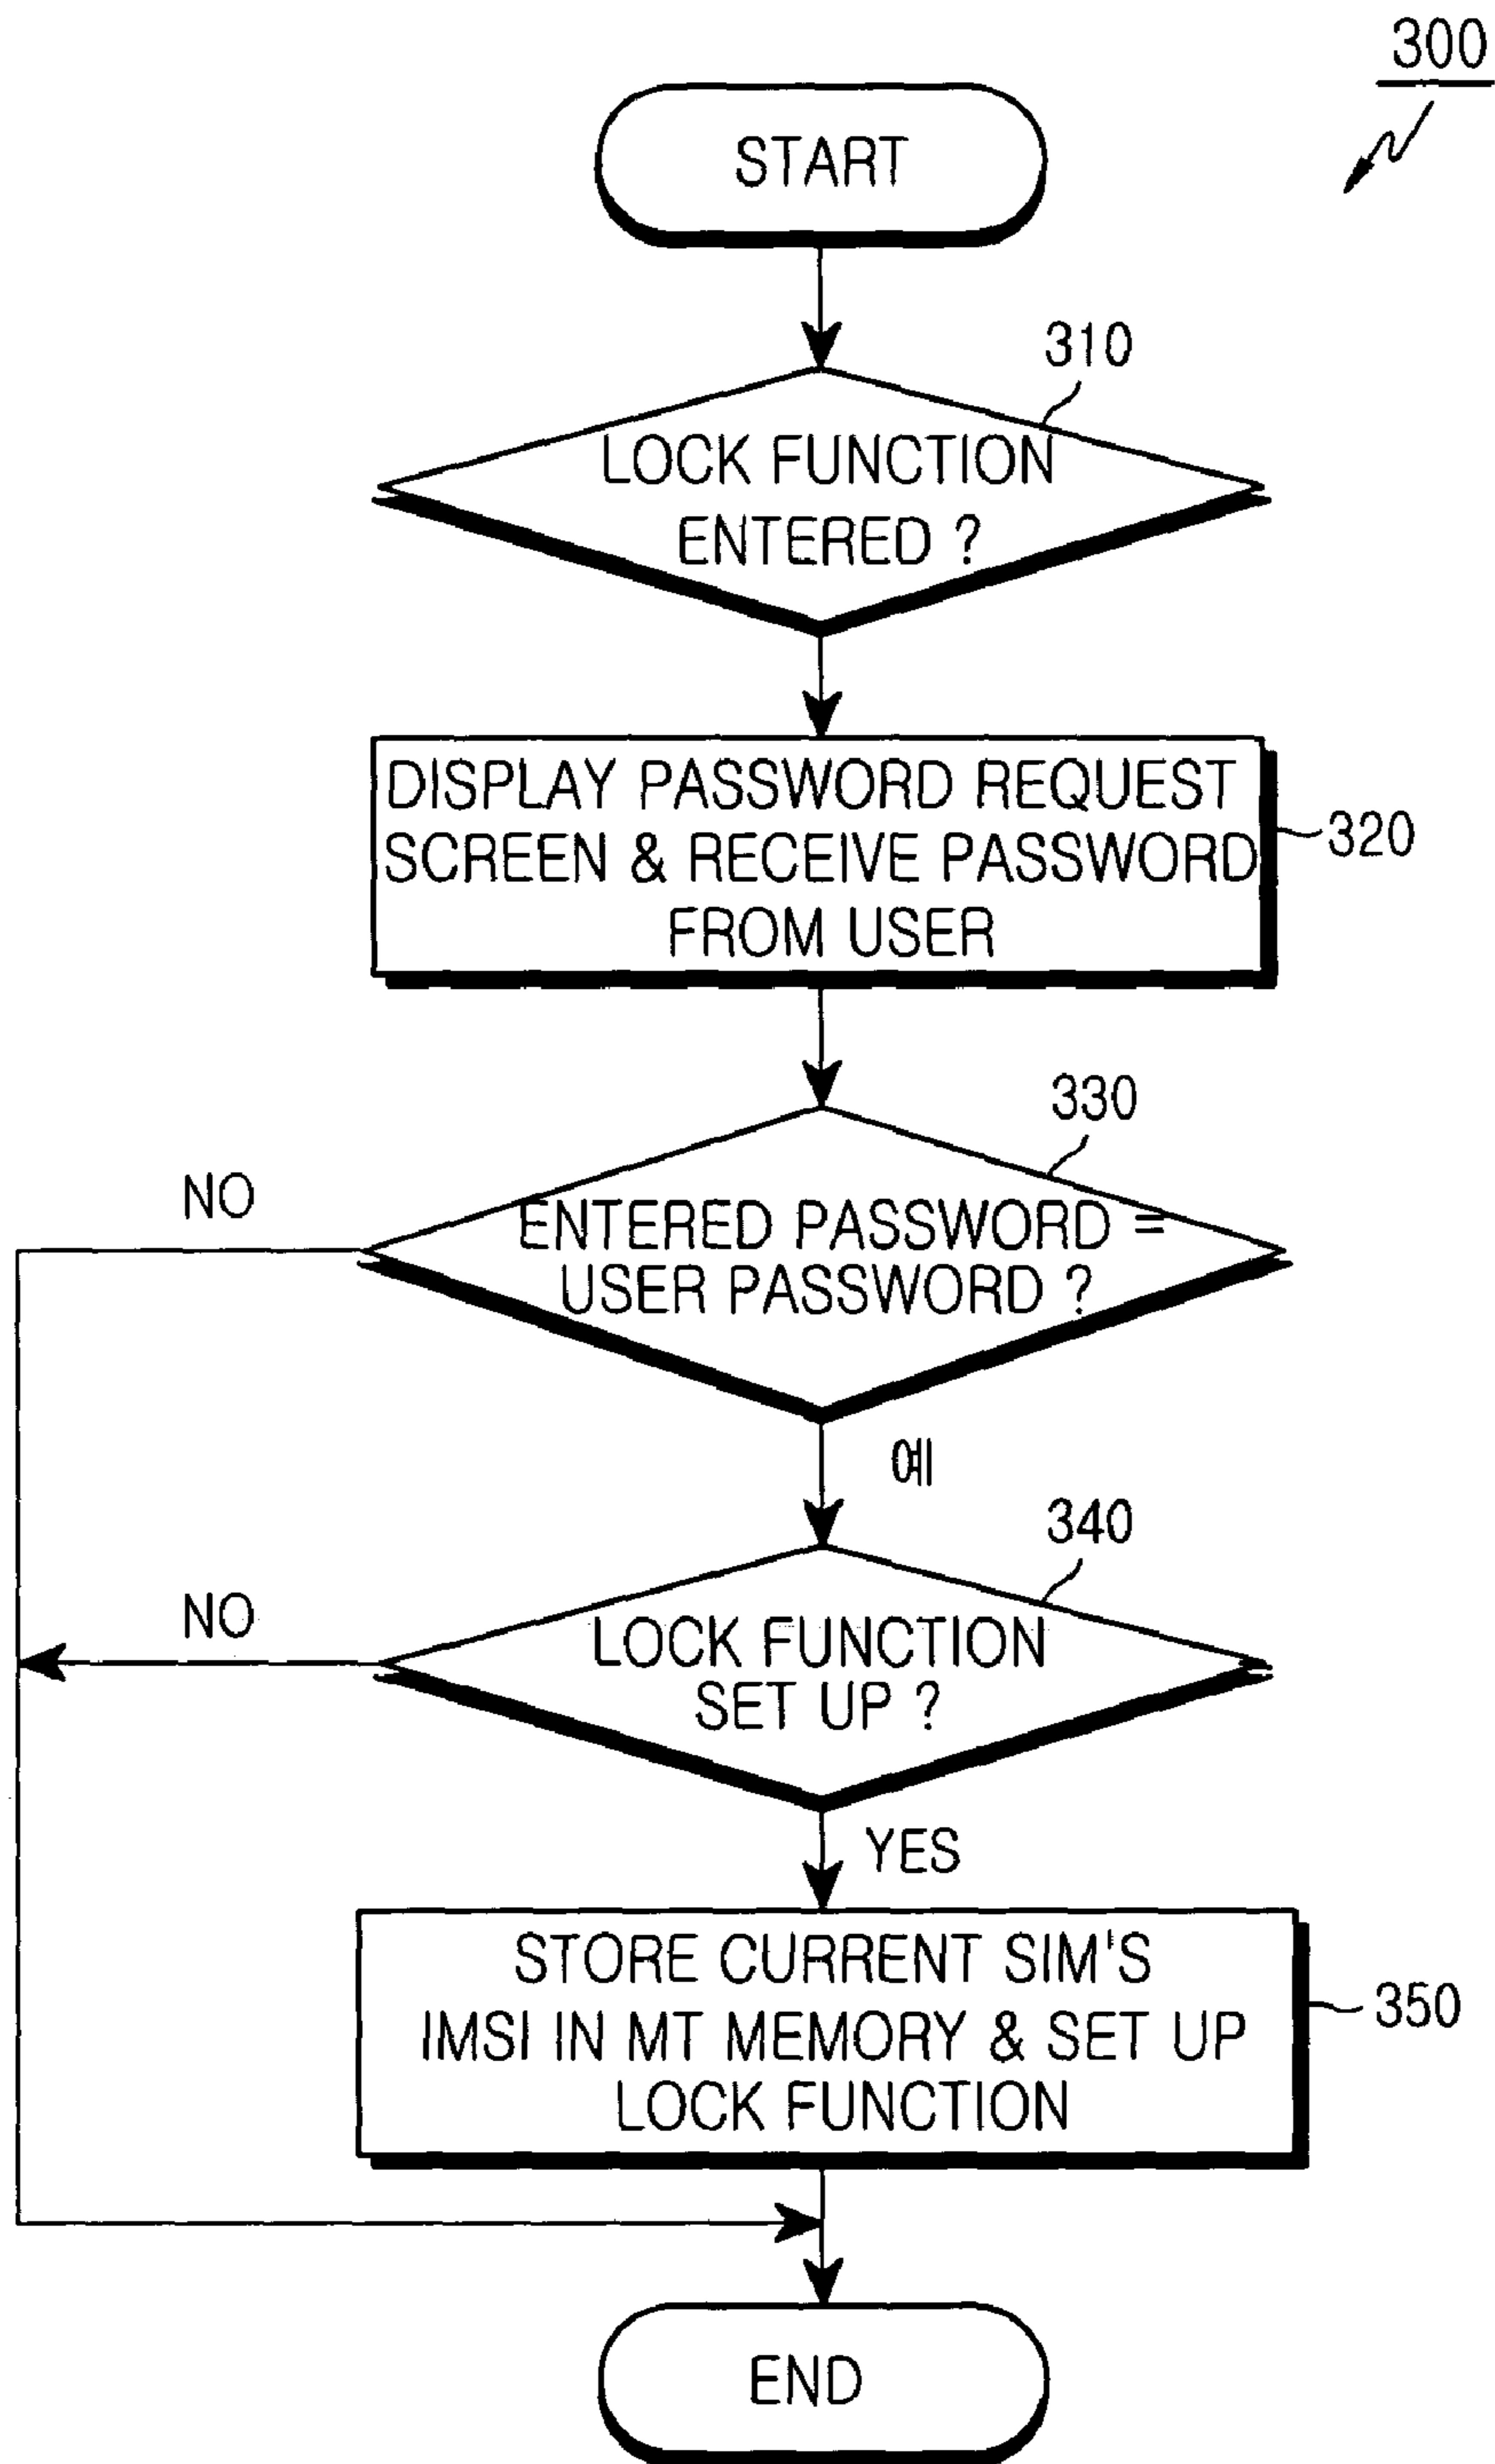 300
START
310
LOCK FUNCTION
ENTERED ?
DISPLAY PASSWORD REQUEST
SCREEN & RECEIVE PASSWORD
FROM USER
320
330
NO
ENTERED PASSWORD =
USER PASSWORD ?
예
340
NO
LOCK FUNCTION
SET UP ?
YES
STORE CURRENT SIM'S
IMSI IN MT MEMORY & SET UP
LOCK FUNCTION
350
END